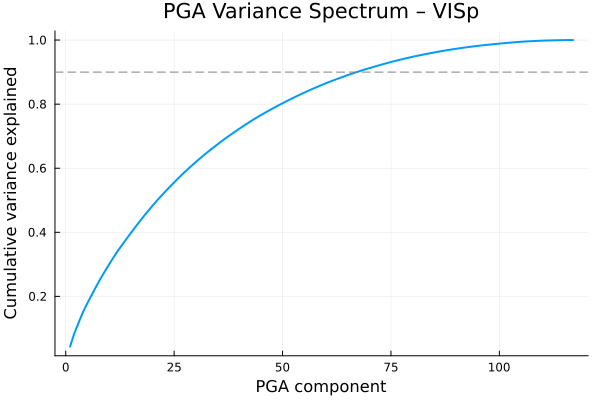 PGA Variance Spectrum – VISp
1.0
0.8
0.6
0.4
0.2
Cumulative variance explained
0 25 50 75 100
PGA component